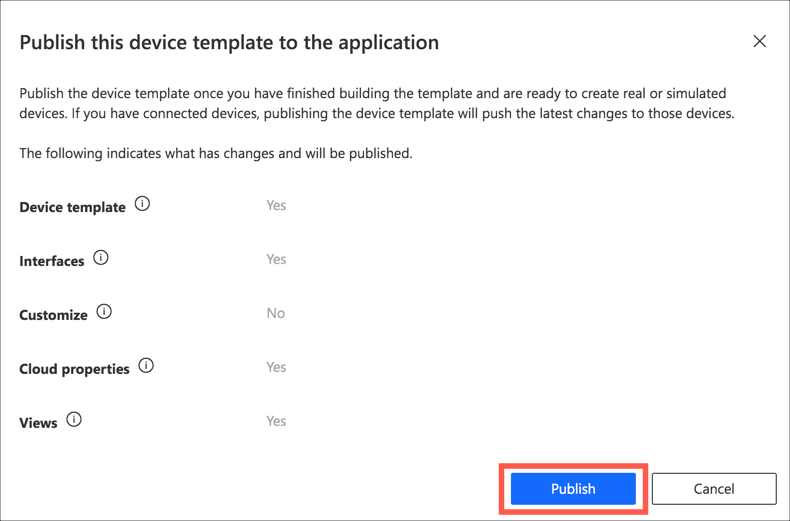 Publish this device template to the application
Publish the device template once you have finished building the template and are ready to create real or simulated
devices. If you have connected devices, publishing the device template will push the latest changes to those devices.
The following indicates what has changes and will be published.
Device template Yes
Interfaces Yes
Customize No
Cloud properties Yes
Views Yes
Publish Cancel